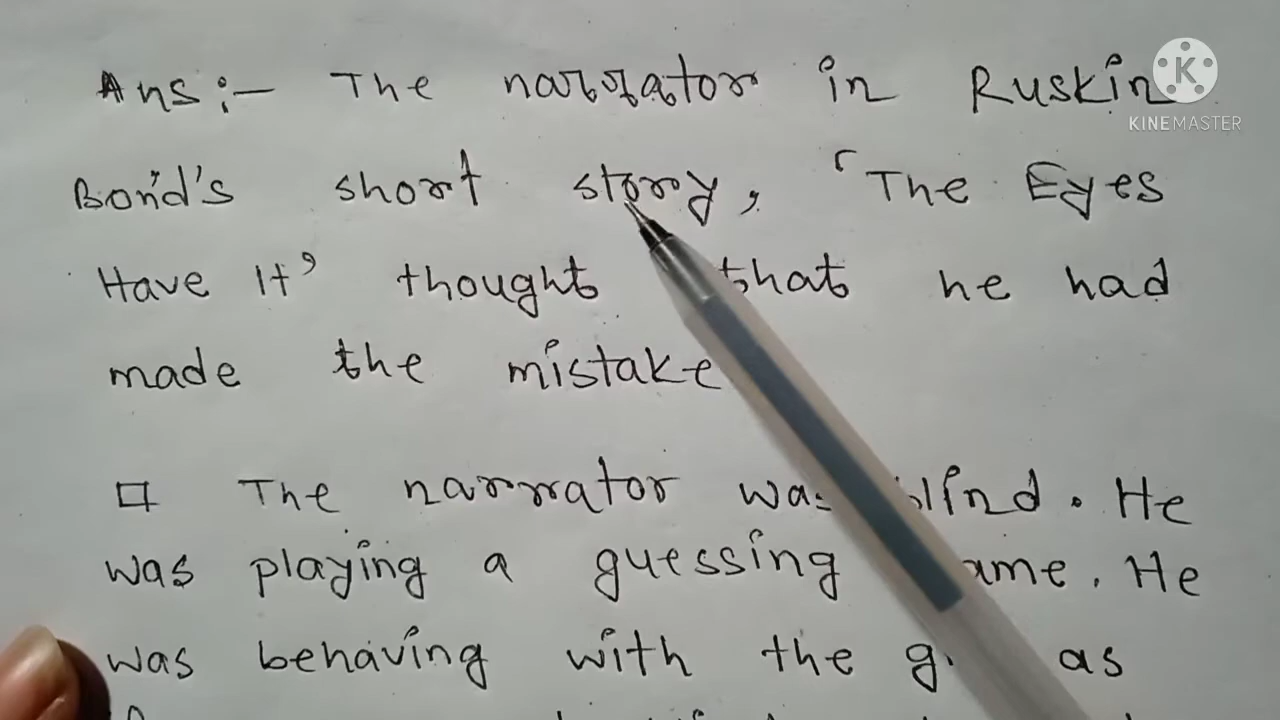 Ans:- The narrator in Ruskin
Bond's short story, 'The Eyes
Have It' thought that he had
made the mistake
□ The narrator was blind. He
was playing a guessing game. He
was behaving with the as
K
KINEMASTER